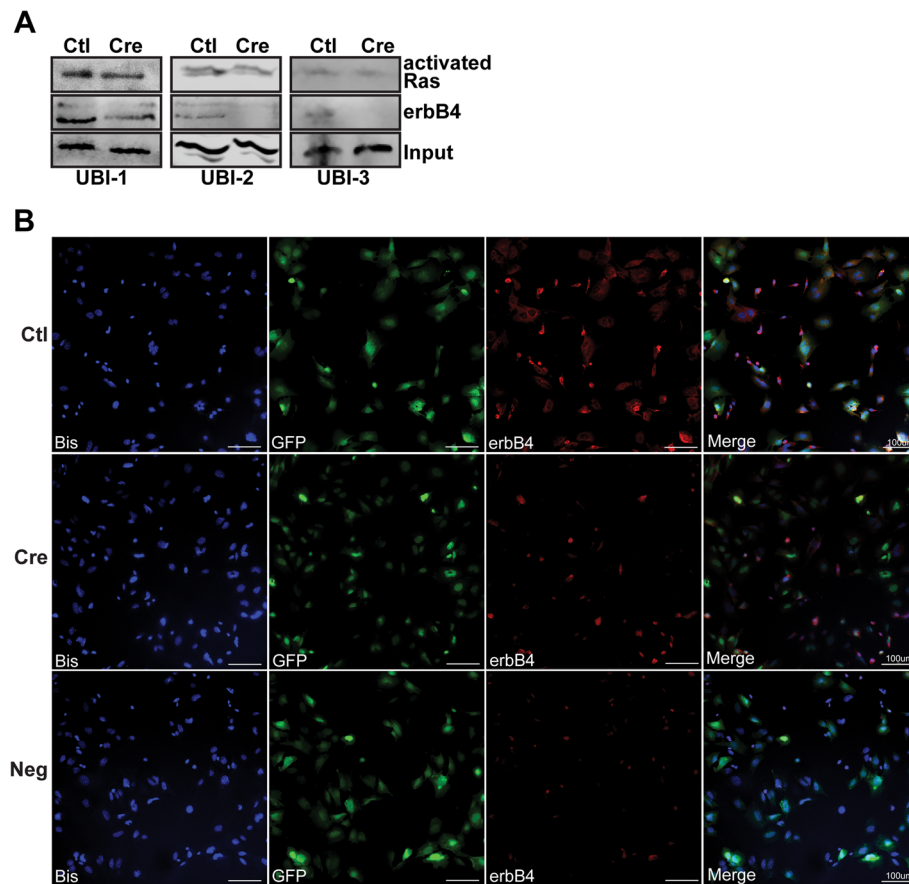 A
Ctl Cre Ctl Cre Ctl Cre
activated
Ras
erbB4
Input
UBI-1 UBI-2 UBI-3
B
Ctl
Bis GFP erbB4 Merge 100um
Cre
Bis GFP erbB4 Merge 100um
Neg
Bis GFP erbB4 Merge 100um